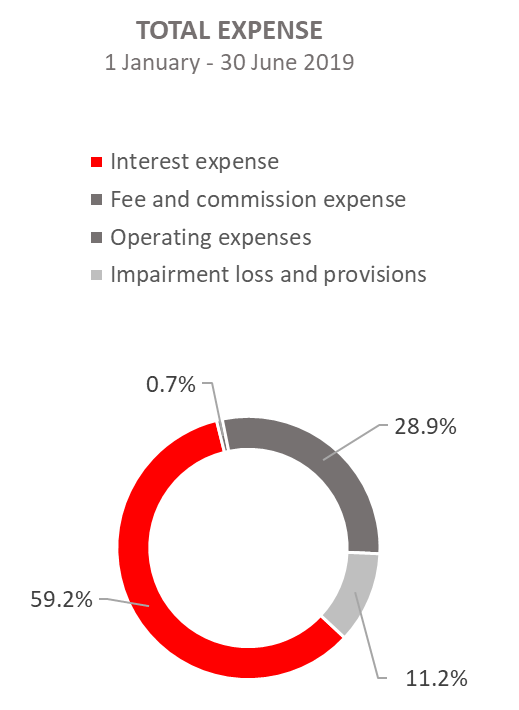 TOTAL EXPENSE
1 January - 30 June 2019
Interest expense
Fee and commission expense
Operating expenses
Impairment loss and provisions
0.7%
28.9%
59.2%
11.2%